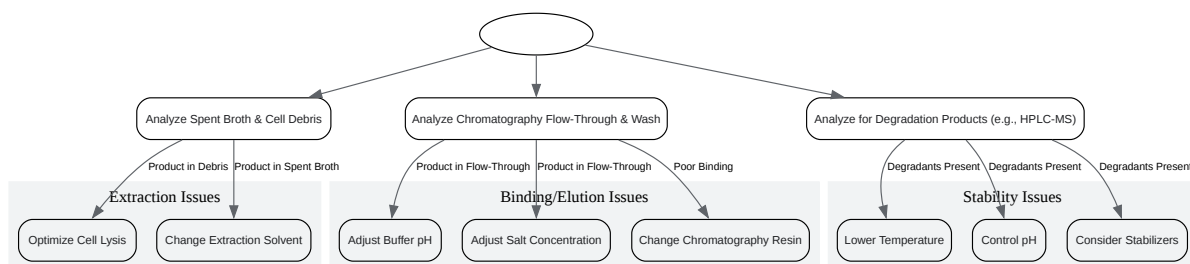 Analyze Spent Broth & Cell Debris
Analyze Chromatography Flow-Through & Wash
Analyze for Degradation Products (e.g., HPLC-MS)
Product in Debris
Product in Spent Broth
Product in Flow-Through
Product in Flow-Through
Poor Binding
Degradants Present
Degradants Present
Degradants Present
Extraction Issues
Binding/Elution Issues
Stability Issues
Optimize Cell Lysis
Change Extraction Solvent
Adjust Buffer pH
Adjust Salt Concentration
Change Chromatography Resin
Lower Temperature
Control pH
Consider Stabilizers